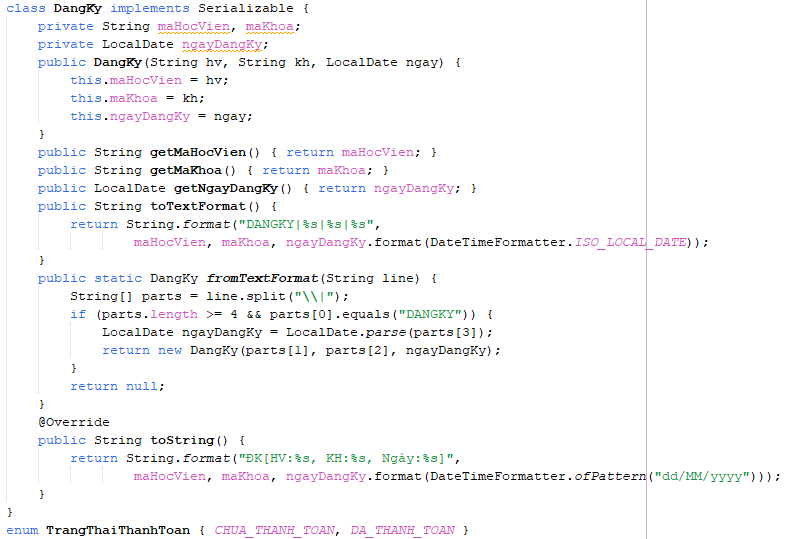 class DangKy implements Serializable {
    private String maHocVien, maKhoa;
    private LocalDate ngayDangKy;
    public DangKy(String hv, String kh, LocalDate ngay) {
        this.maHocVien = hv;
        this.maKhoa = kh;
        this.ngayDangKy = ngay;
    }
    public String getMaHocVien() { return maHocVien; }
    public String getMaKhoa() { return maKhoa; }
    public LocalDate getNgayDangKy() { return ngayDangKy; }
    public String toTextFormat() {
        return String.format("DANGKY|%s|%s|%s",
                maHocVien, maKhoa, ngayDangKy.format(DateTimeFormatter.ISO_LOCAL_DATE));
    }
    public static DangKy fromTextFormat(String line) {
        String[] parts = line.split("\\|");
        if (parts.length >= 4 && parts[0].equals("DANGKY")) {
            LocalDate ngayDangKy = LocalDate.parse(parts[3]);
            return new DangKy(parts[1], parts[2], ngayDangKy);
        }
        return null;
    }
    @Override
    public String toString() {
        return String.format("ĐK[HV:%s, KH:%s, Ngày:%s]",
                maHocVien, maKhoa, ngayDangKy.format(DateTimeFormatter.ofPattern("dd/MM/yyyy")));
    }
}
enum TrangThaiThanhToan { CHUA_THANH_TOAN, DA_THANH_TOAN }